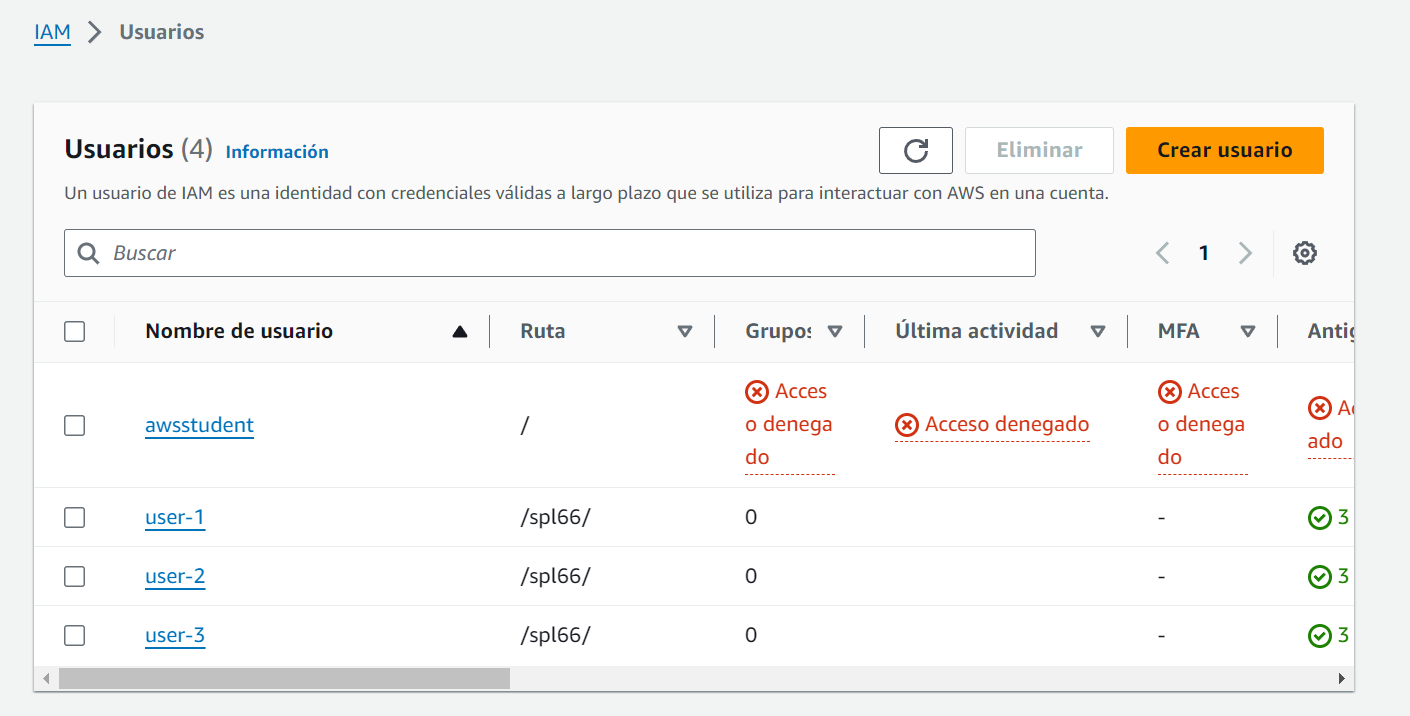 IAM > Usuarios
Usuarios (4) Información
Eliminar
Crear usuario
Un usuario de IAM es una identidad con credenciales válidas a largo plazo que se utiliza para interactuar con AWS en una cuenta.
Buscar
1
Nombre de usuario Ruta Grupos Última actividad MFA Antig
awsstudent / Acceso denegado Acceso denegado Acceso denegado ado
user-1 /spl66/ 0 - 3
user-2 /spl66/ 0 - 3
user-3 /spl66/ 0 - 3